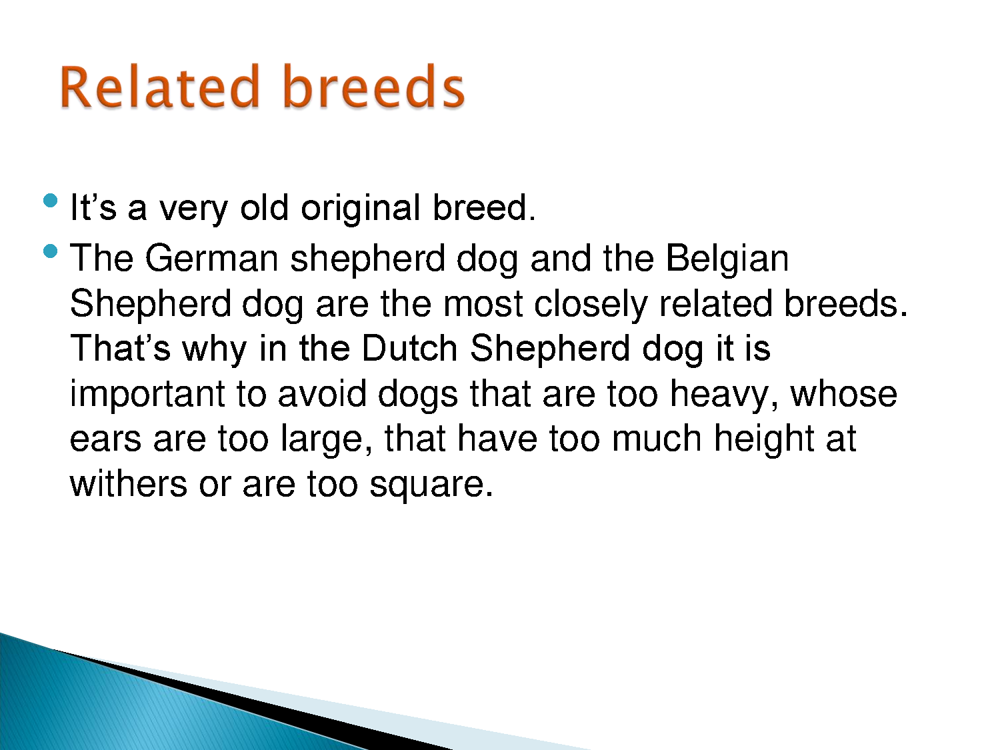 Related breeds
• It’s a very old original breed.
• The German shepherd dog and the Belgian
Shepherd dog are the most closely related breeds.
That’s why in the Dutch Shepherd dog it is
important to avoid dogs that are too heavy, whose
ears are too large, that have too much height at
withers or are too square.